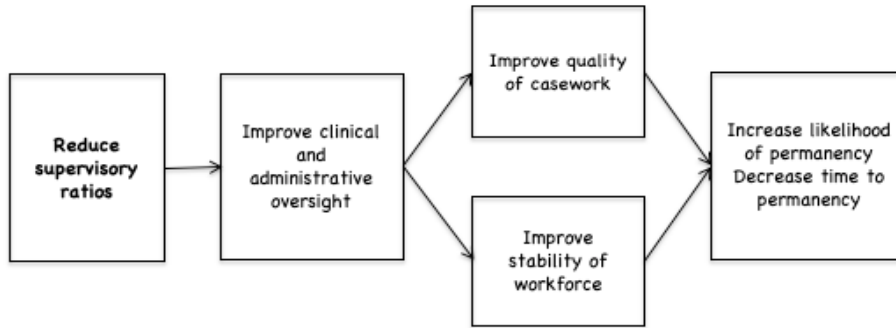 Reduce
supervisory
ratios
Improve clinical
and
administrative
oversight
Improve quality
of casework
Improve
stability of
workforce
Increase likelihood
of permanency
Decrease time to
permanency